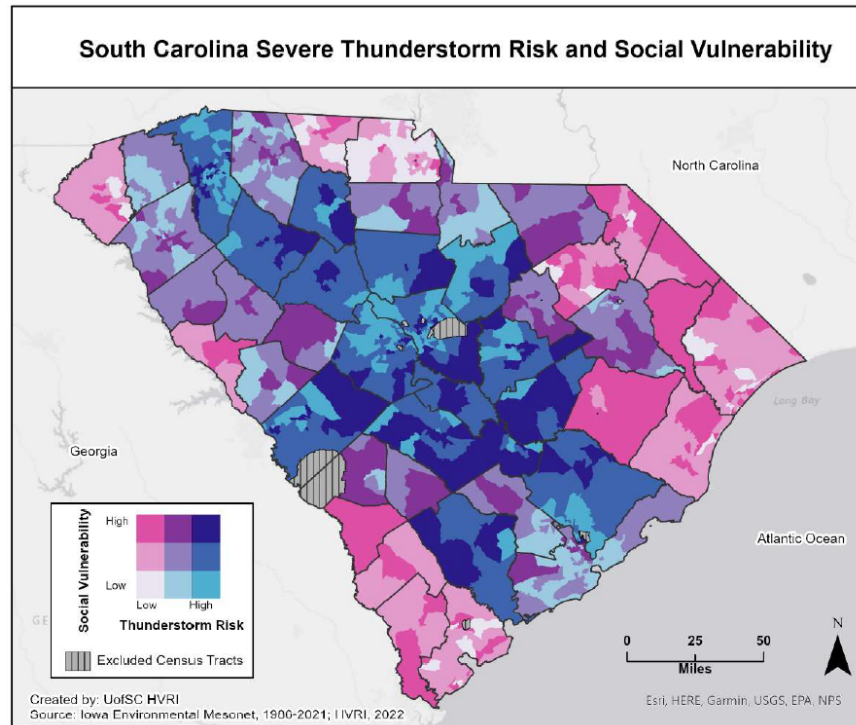 South Carolina Severe Thunderstorm Risk and Social Vulnerability
North Carolina
Long Bay
Georgia
Atlantic Ocean
Social Vulnerability
High
Low
Low High
Thunderstorm Risk
Excluded Census Tracts
N
0 25 50
Miles
Created by: UofSC HVRI
Source: Iowa Environmental Mesonet, 1986-2021; HVRI, 2022
Esri, HERE, Garmin, USGS, EPA, NPS